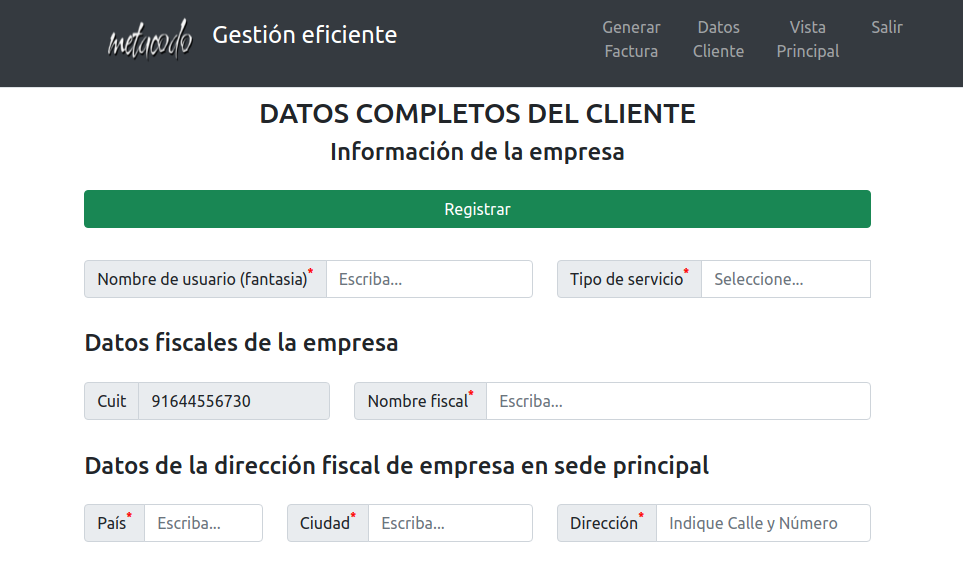 metacodo Gestión eficiente
Generar Factura
Datos Cliente
Vista Principal
Salir
DATOS COMPLETOS DEL CLIENTE
Información de la empresa
Registrar
Nombre de usuario (fantasia)* Escriba...
Tipo de servicio* Seleccione...
Datos fiscales de la empresa
Cuit 91644556730
Nombre fiscal* Escriba...
Datos de la dirección fiscal de empresa en sede principal
País* Escriba...
Ciudad* Escriba...
Dirección* Indique Calle y Número